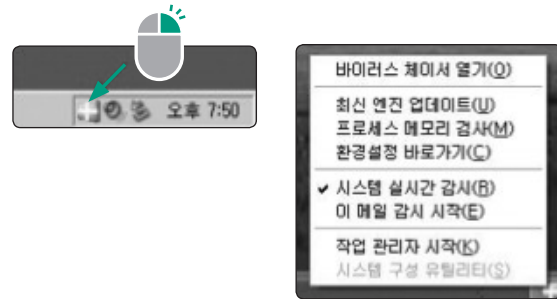 오후 7:50
바이러스 체이서 열기(O)
최신 엔진 업데이트(U)
프로세스 메모리 검사(M)
환경설정 바로가기(C)
시스템 실시간 감시(R)
이 메일 감시 시작(E)
작업 관리자 시작(K)
시스템 구성 유틸리티(S)